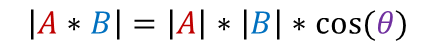 |A ∗ B| = |A| ∗ |B| ∗ cos(θ)